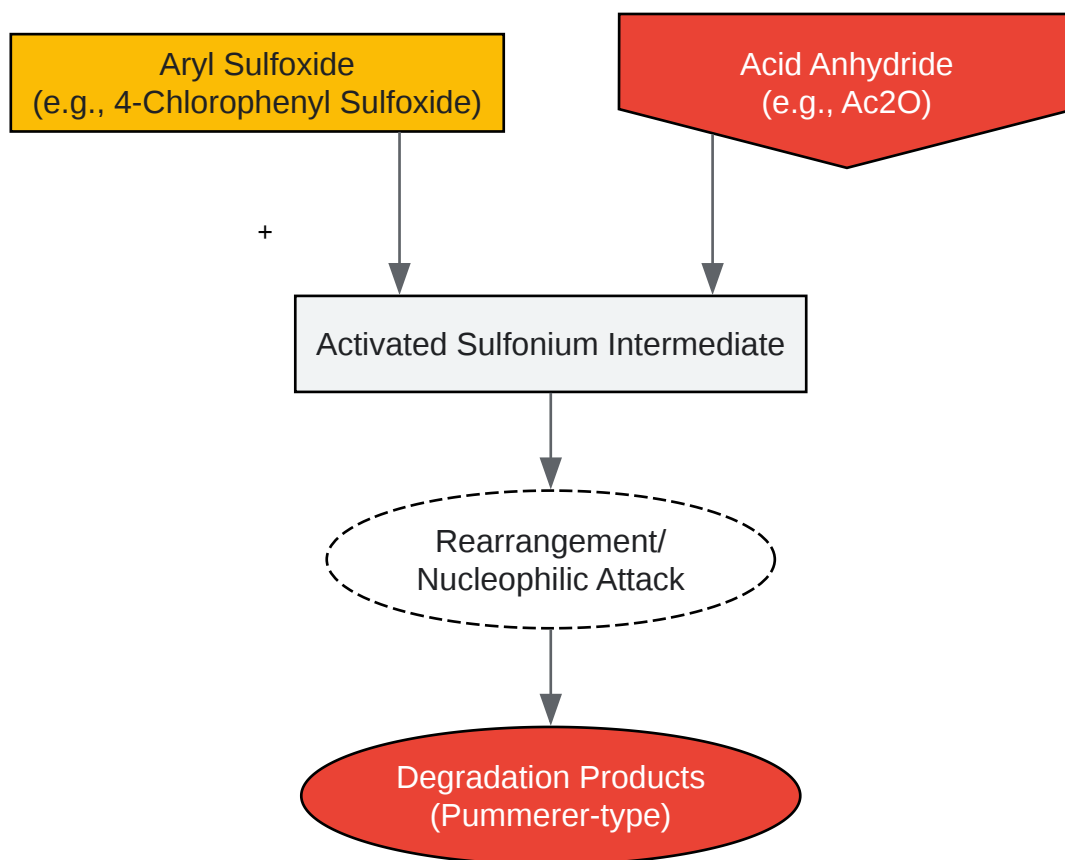 Aryl Sulfoxide
(e.g., 4-Chlorophenyl Sulfoxide)
Acid Anhydride
(e.g., Ac2O)
+
Activated Sulfonium Intermediate
Rearrangement/
Nucleophilic Attack
Degradation Products
(Pummerer-type)